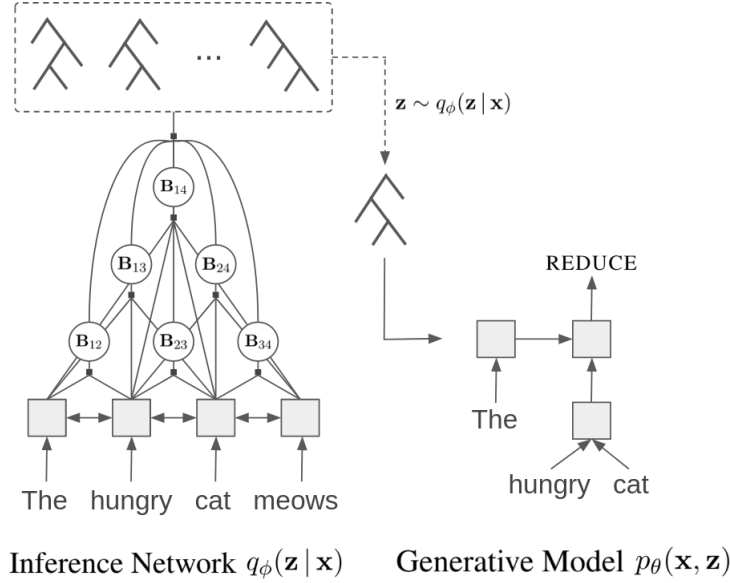 ...
z ∼ q_ϕ(z | x)
B₁₄
B₁₃ B₂₄
REDUCE
B₁₂ B₂₃ B₃₄
The
The hungry cat meows
hungry cat
Inference Network q_ϕ(z | x)
Generative Model p_θ(x, z)